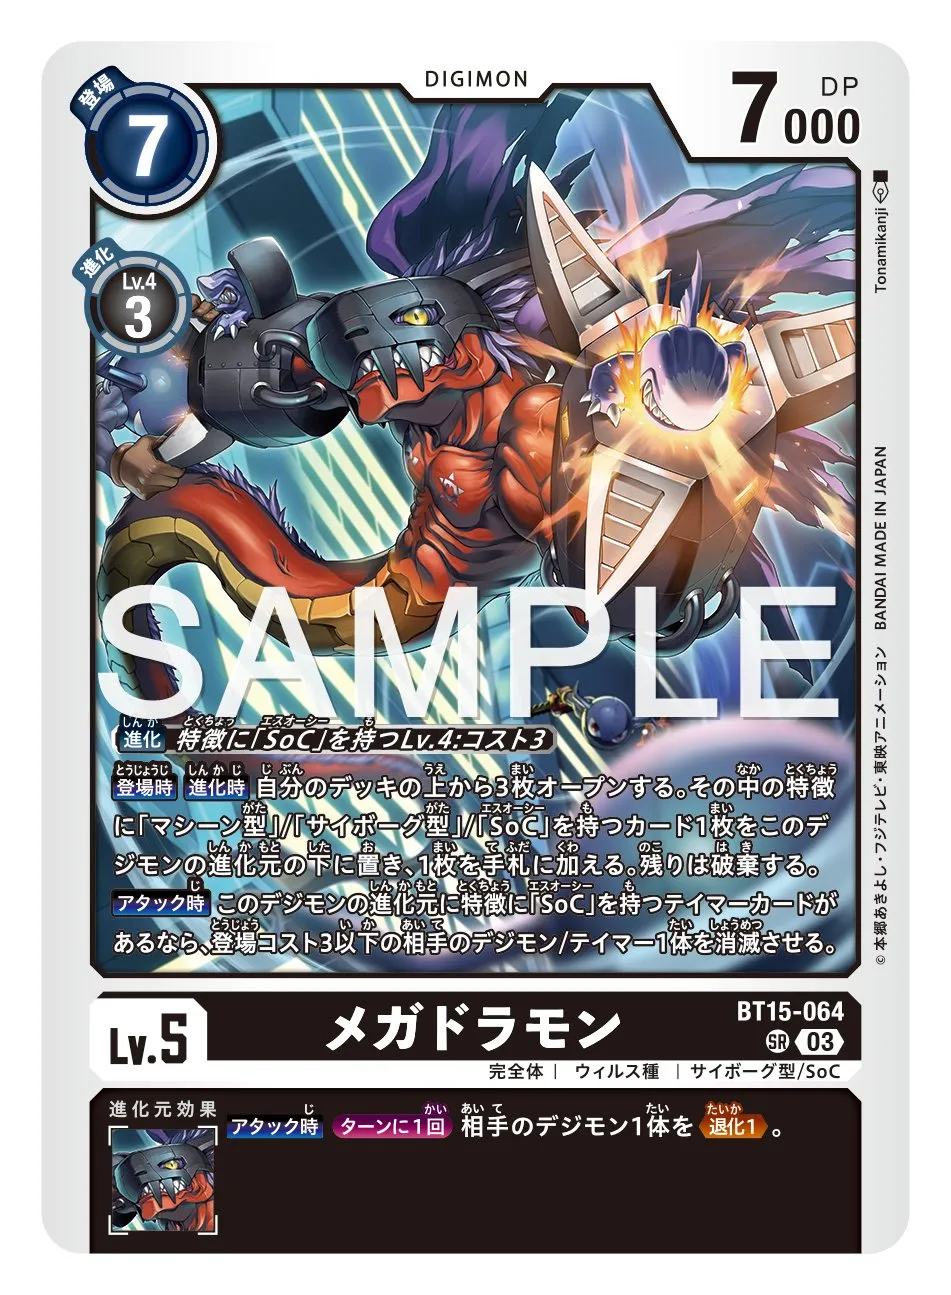 DIGIMON
登場
7
7000
DP
進化
Lv.4
3
Tonamikanji
BANDAI MADE IN JAPAN
©本郷あきよし・フジテレビ・東映アニメーション
SAMPLE
進化 特徴に「SoC」を持つLv.4:コスト3
登場時 進化時 自分のデッキの上から3枚オープンする。その中の特徴
に「マシーン型」/「サイボーグ型」/「SoC」を持つカード1枚をこのデ
ジモンの進化元の下に置き、1枚を手札に加える。残りは破棄する。
アタック時 このデジモンの進化元に特徴に「SoC」を持つテイマーカードが
あるなら、登場コスト3以下の相手のデジモン/テイマー1体を消滅させる。
Lv.5
メガドラモン
BT15-064
SR 03
完全体 | ウィルス種 | サイボーグ型/SoC
進化元効果
アタック時 ターンに1回 相手のデジモン1体を 退化1 。